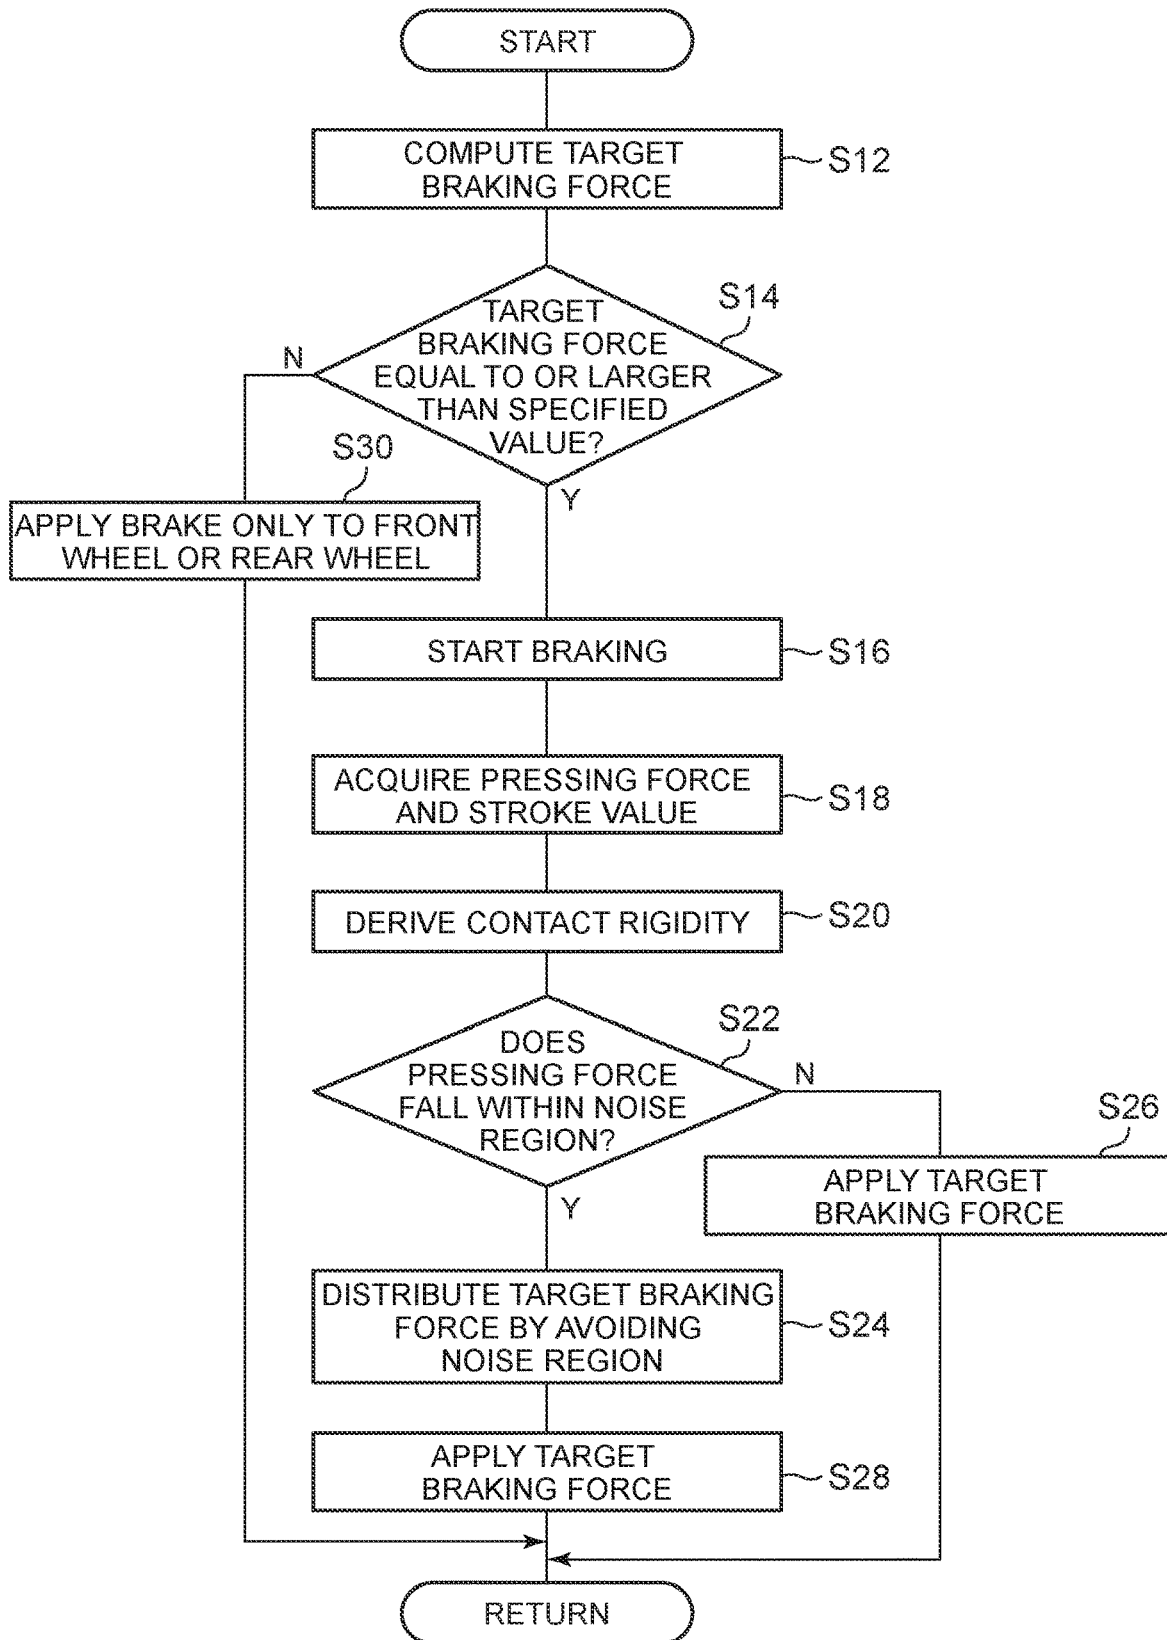 START
COMPUTE TARGET
BRAKING FORCE
S12
S14
TARGET
BRAKING FORCE
EQUAL TO OR LARGER
THAN SPECIFIED
VALUE?
N
Y
S30
APPLY BRAKE ONLY TO FRONT
WHEEL OR REAR WHEEL
START BRAKING
S16
ACQUIRE PRESSING FORCE
AND STROKE VALUE
S18
DERIVE CONTACT RIGIDITY
S20
S22
DOES
PRESSING FORCE
FALL WITHIN NOISE
REGION?
N
Y
S26
APPLY TARGET
BRAKING FORCE
DISTRIBUTE TARGET BRAKING
FORCE BY AVOIDING
NOISE REGION
S24
APPLY TARGET
BRAKING FORCE
S28
RETURN